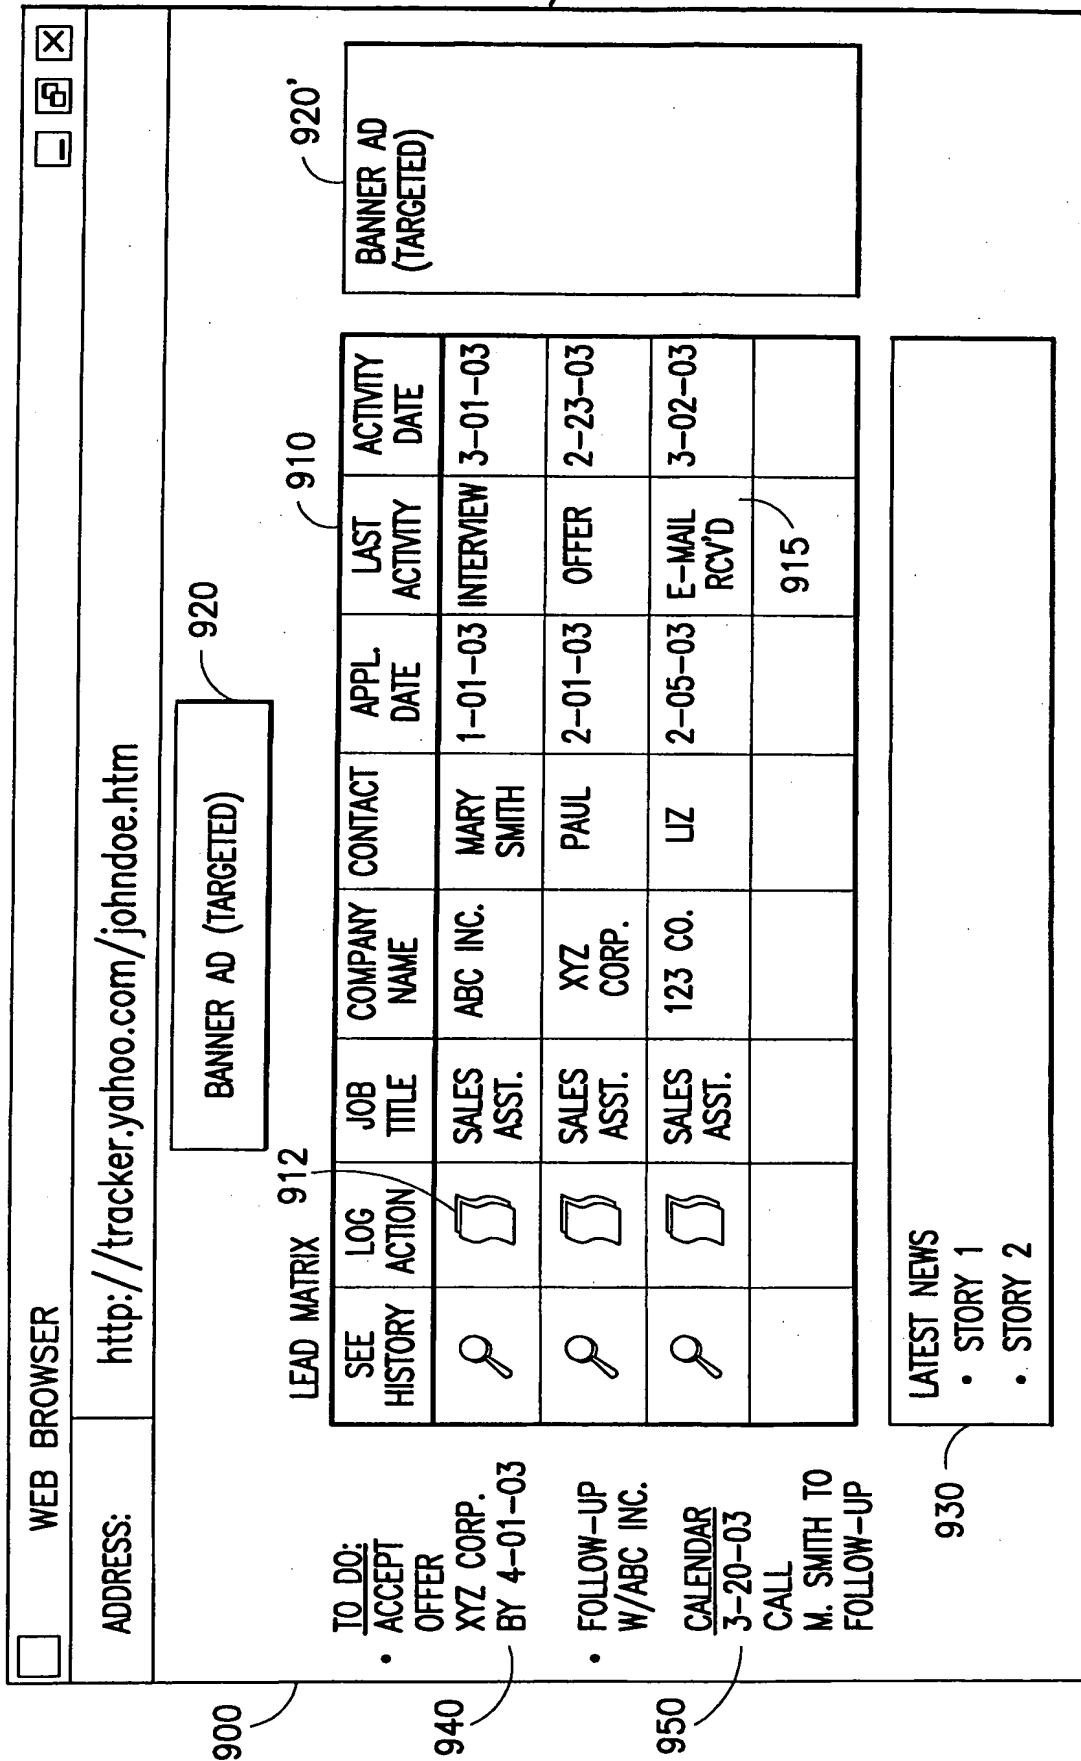 WEB BROWSER
ADDRESS:
http://tracker.yahoo.com/johndoe.htm
900
BANNER AD (TARGETED)
920
LEAD MATRIX
912
910
920'
TO DO:
• ACCEPT
OFFER
XYZ CORP.
BY 4-01-03
940
• FOLLOW-UP
W/ABC INC.
CALENDAR
3-20-03
CALL
M. SMITH TO
FOLLOW-UP
950
SEE HISTORY LOG ACTION JOB TITLE COMPANY NAME CONTACT APPL. DATE LAST ACTIVITY ACTIVITY DATE
SALES ASST. ABC INC. MARY SMITH 1-01-03 INTERVIEW 3-01-03
SALES ASST. XYZ CORP. PAUL 2-01-03 OFFER 2-23-03
SALES ASST. 123 CO. LIZ 2-05-03 E-MAIL RCV'D 3-02-03
915
BANNER AD
(TARGETED)
LATEST NEWS
• STORY 1
• STORY 2
930